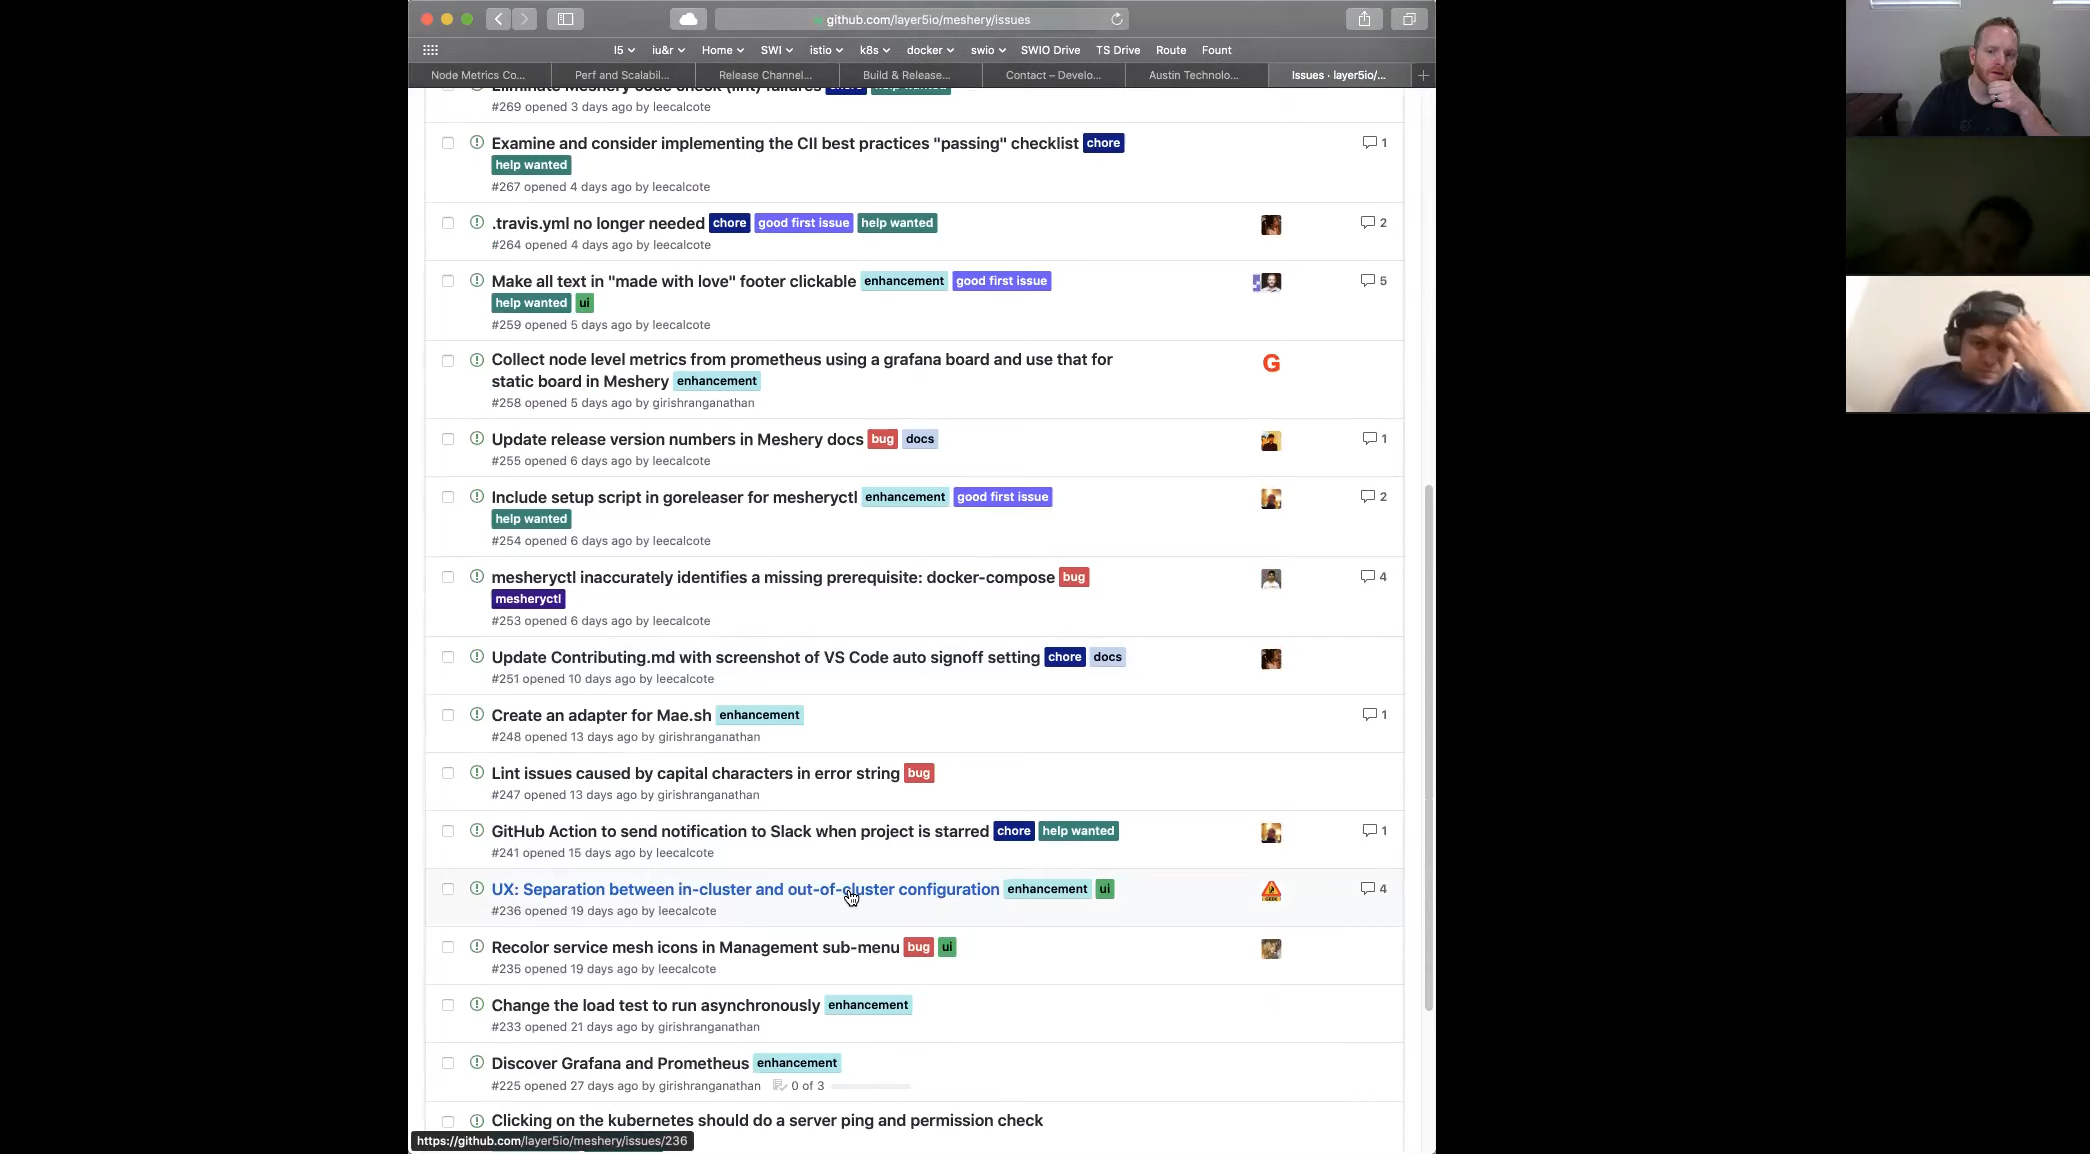 github.com/layer5io/meshery/issues
l5 iu&r Home SWI istio k8s docker swio SWIO Drive TS Drive Route Fount
Node Metrics Co... Perf and Scalabil... Release Channel... Build & Release... Contact – Develo... Austin Technolo... Issues · layer5io/...
Eliminate Meshery code check (lint) failures chore help wanted
#269 opened 3 days ago by leecalcote
Examine and consider implementing the CII best practices "passing" checklist chore 1
help wanted
#267 opened 4 days ago by leecalcote
.travis.yml no longer needed chore good first issue help wanted 2
#264 opened 4 days ago by leecalcote
Make all text in "made with love" footer clickable enhancement good first issue 5
help wanted ui
#259 opened 5 days ago by leecalcote
Collect node level metrics from prometheus using a grafana board and use that for
static board in Meshery enhancement
#258 opened 5 days ago by girishranganathan
Update release version numbers in Meshery docs bug docs 1
#255 opened 6 days ago by leecalcote
Include setup script in goreleaser for mesheryctl enhancement good first issue 2
help wanted
#254 opened 6 days ago by leecalcote
mesheryctl inaccurately identifies a missing prerequisite: docker-compose bug 4
mesheryctl
#253 opened 6 days ago by leecalcote
Update Contributing.md with screenshot of VS Code auto signoff setting chore docs
#251 opened 10 days ago by leecalcote
Create an adapter for Mae.sh enhancement 1
#248 opened 13 days ago by girishranganathan
Lint issues caused by capital characters in error string bug
#247 opened 13 days ago by girishranganathan
GitHub Action to send notification to Slack when project is starred chore help wanted 1
#241 opened 15 days ago by leecalcote
UX: Separation between in-cluster and out-of-cluster configuration enhancement ui 4
#236 opened 19 days ago by leecalcote
Recolor service mesh icons in Management sub-menu bug ui
#235 opened 19 days ago by leecalcote
Change the load test to run asynchronously enhancement
#233 opened 21 days ago by girishranganathan
Discover Grafana and Prometheus enhancement
#225 opened 27 days ago by girishranganathan 0 of 3
Clicking on the kubernetes should do a server ping and permission check
https://github.com/layer5io/meshery/issues/236